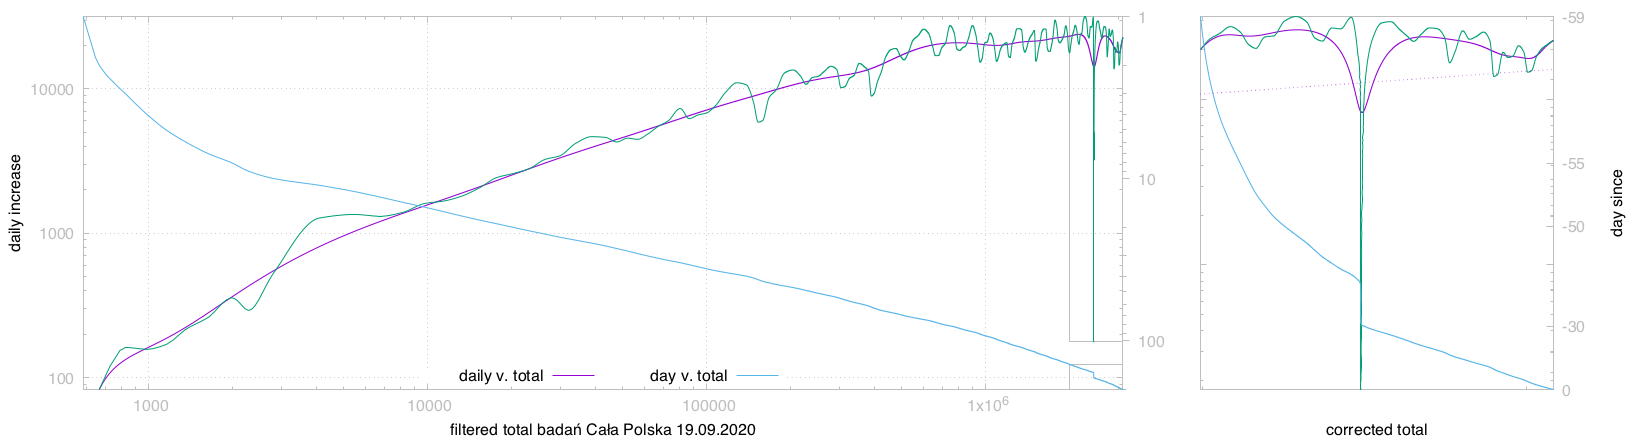 daily increase
10000
1000
100
1000
10000
100000
1x10⁶
filtered total badań Cała Polska 19.09.2020
daily v. total
day v. total
1
10
100
-59
-55
-50
-30
0
day since
corrected total